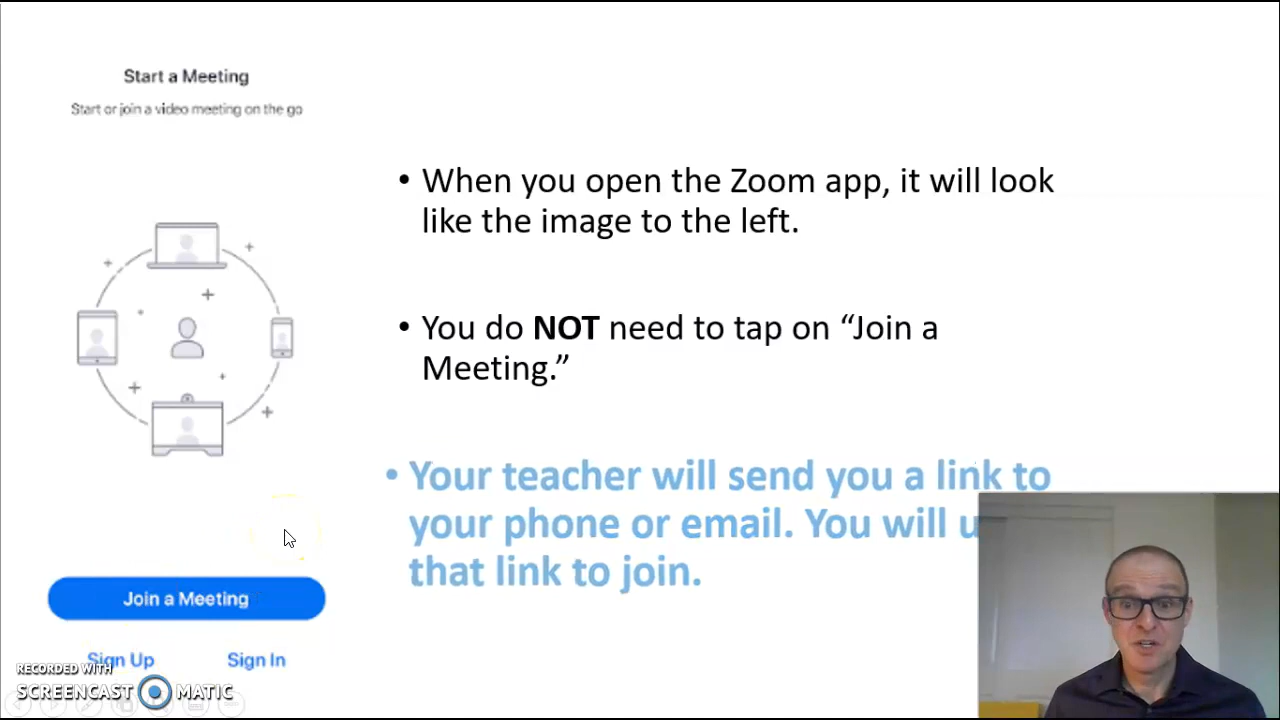 Start a Meeting
Start or join a video meeting on the go
• When you open the Zoom app, it will look
like the image to the left.
• You do NOT need to tap on “Join a
Meeting.”
• Your teacher will send you a link to
your phone or email. You will u
that link to join.
Join a Meeting
Sign Up
Sign In
RECORDED WITH
SCREENCAST MATIC